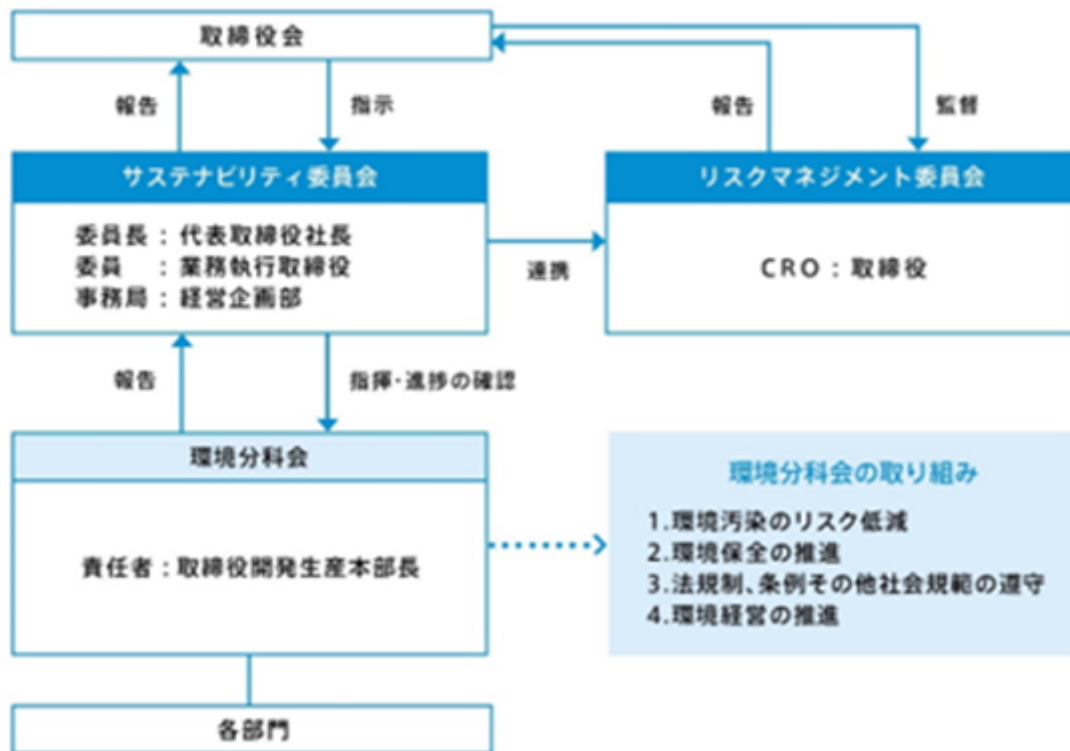 取締役会
報告
指示
報告
監督
サステナビリティ委員会
委員長：代表取締役社長
委員　：業務執行取締役
事務局：経営企画部
連携
リスクマネジメント委員会
CRO：取締役
報告
指揮・進捗の確認
環境分科会
責任者：取締役開発生産本部長
環境分科会の取り組み
1.環境汚染のリスク低減
2.環境保全の推進
3.法規制、条例その他社会規範の遵守
4.環境経営の推進
各部門